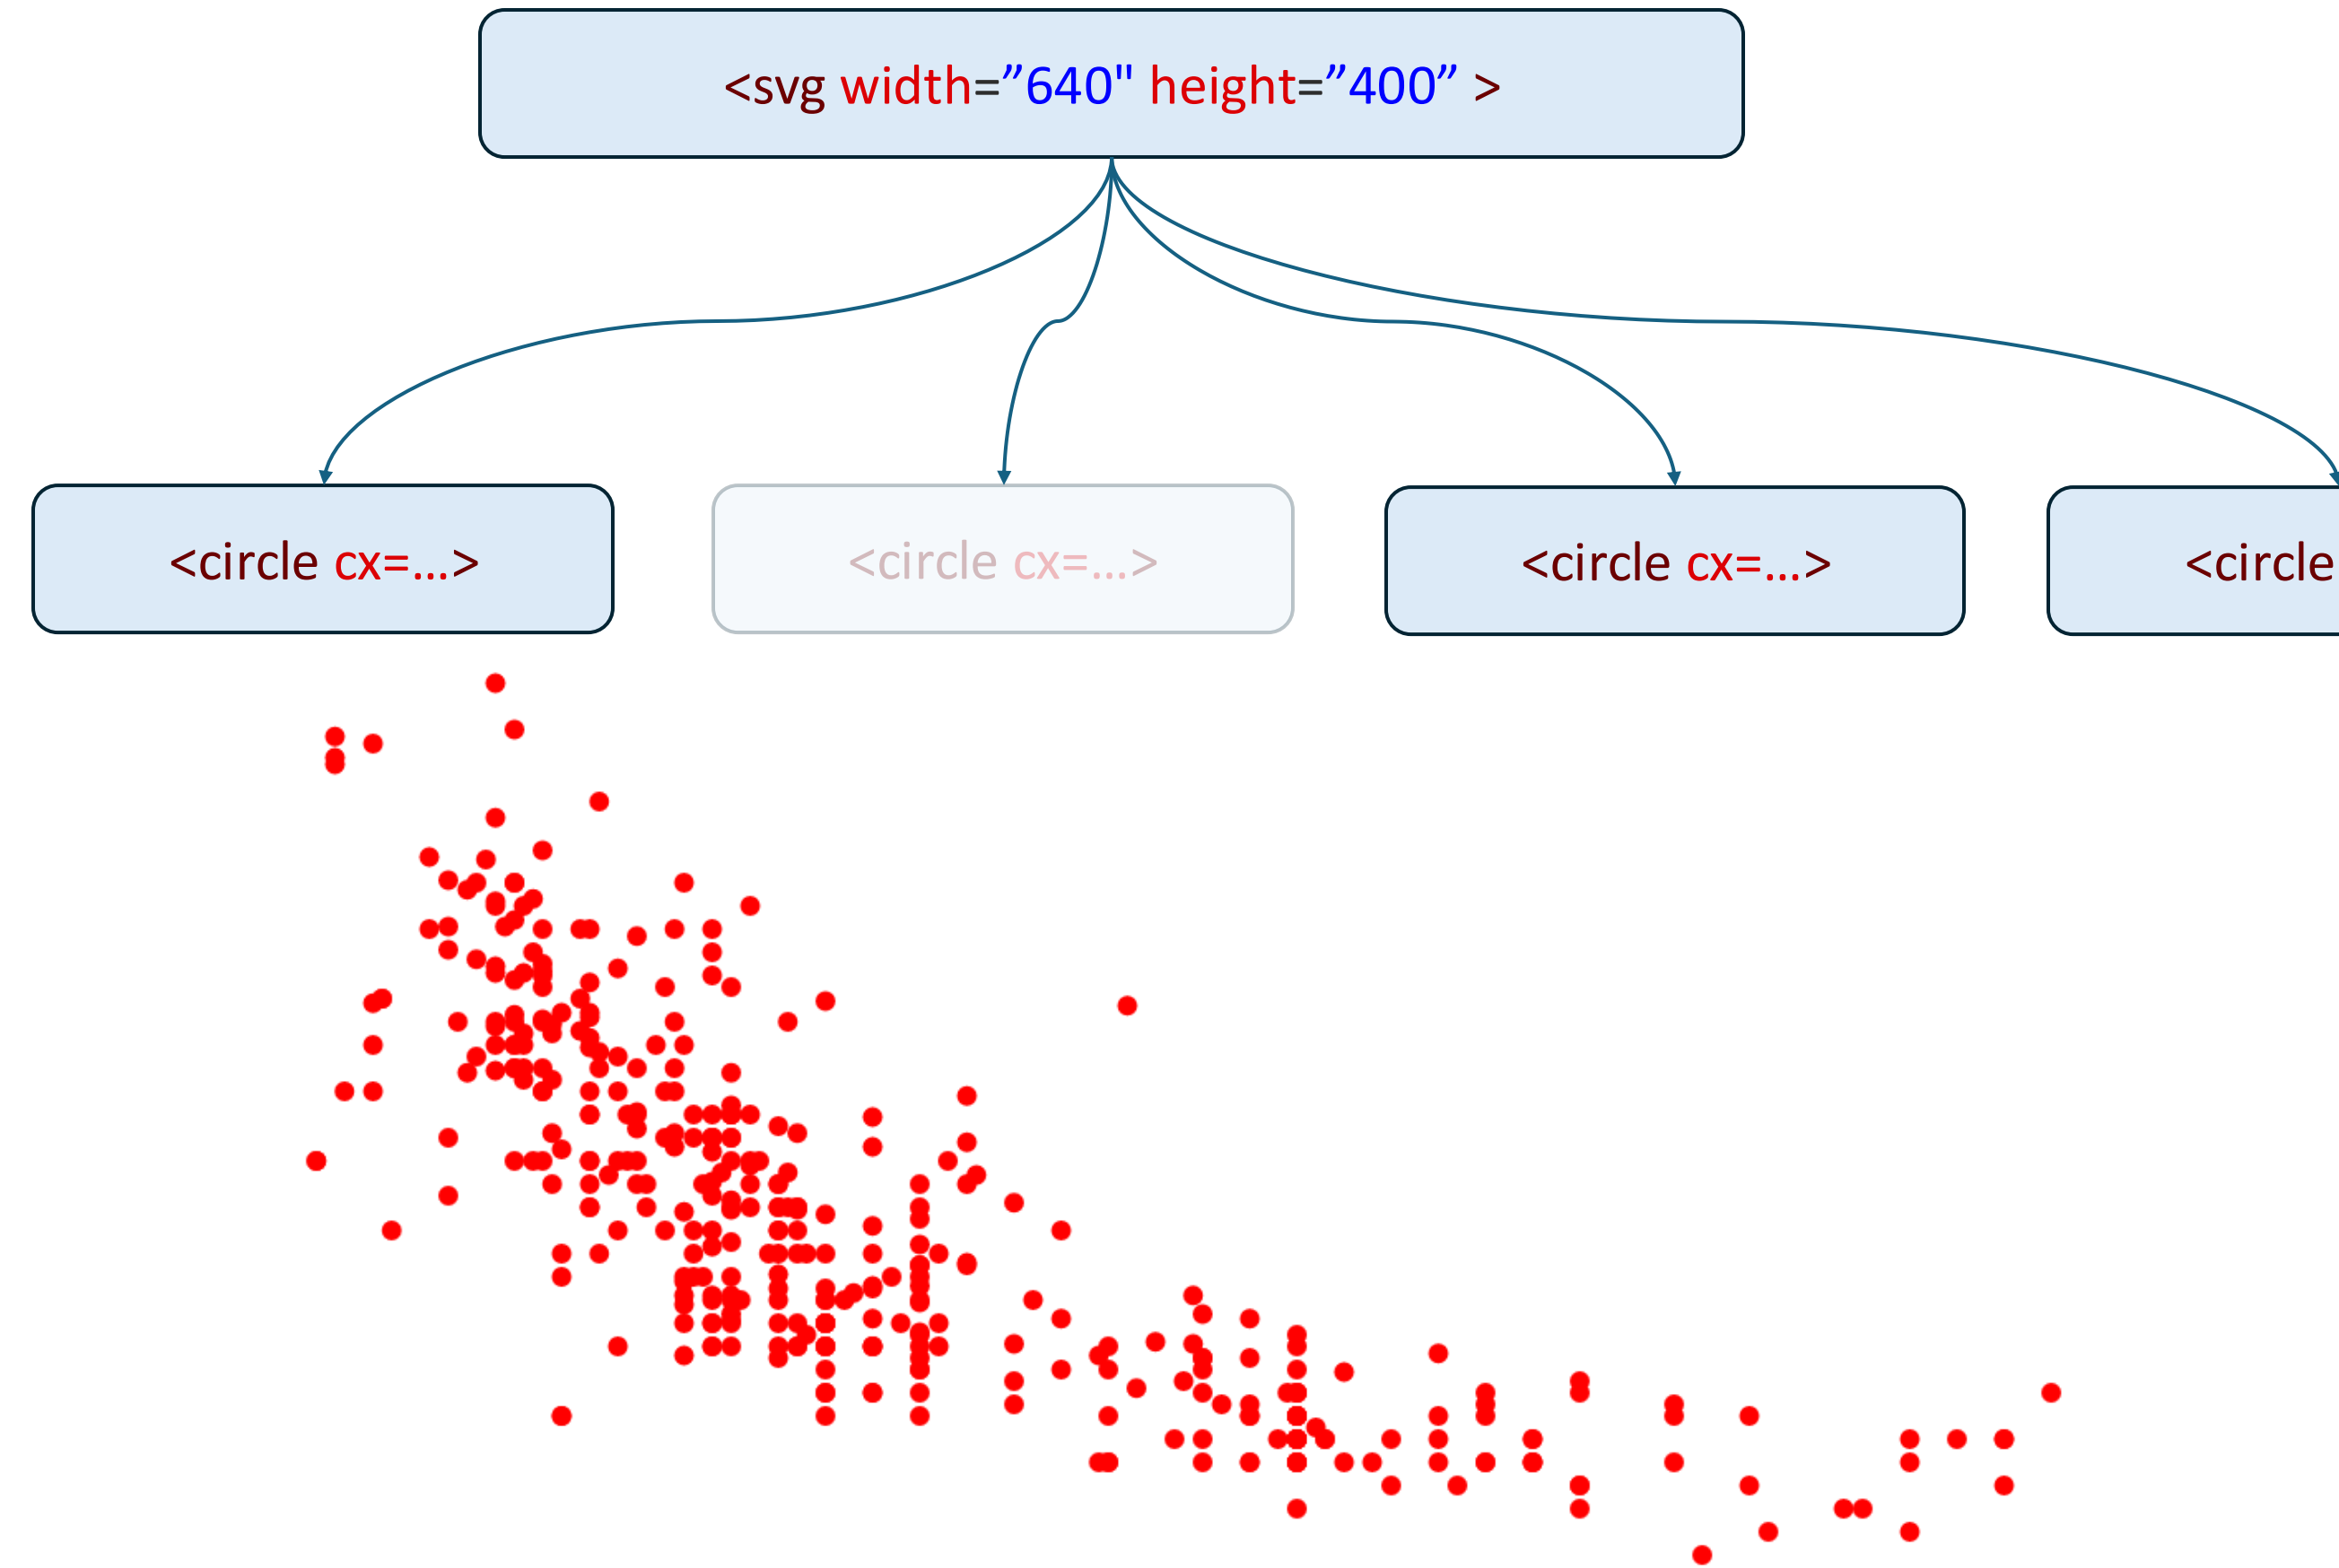 <svg width=”640" height=”400” >
<circle cx=...>
<circle cx=...>
<circle cx=...>
<circle